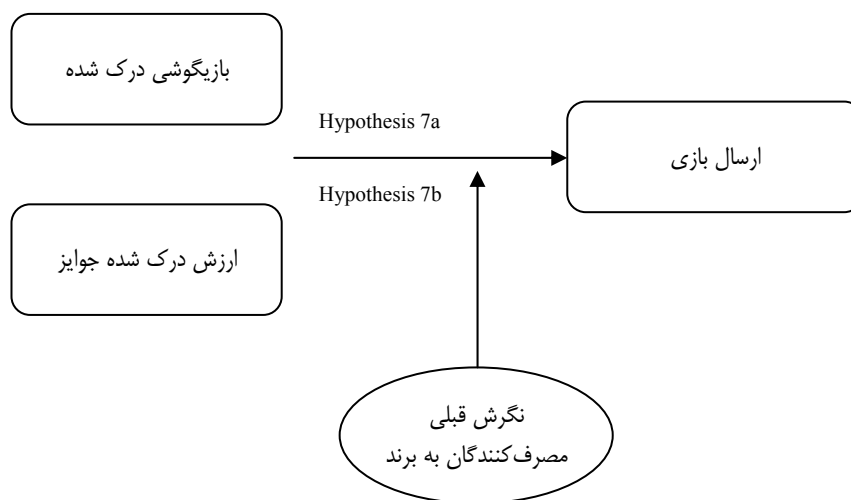 بازیگوشی درک شده
Hypothesis 7a
ارسال بازی
Hypothesis 7b
ارزش درک شده جوایز
نگرش قبلی
مصرف‌کنندگان به برند